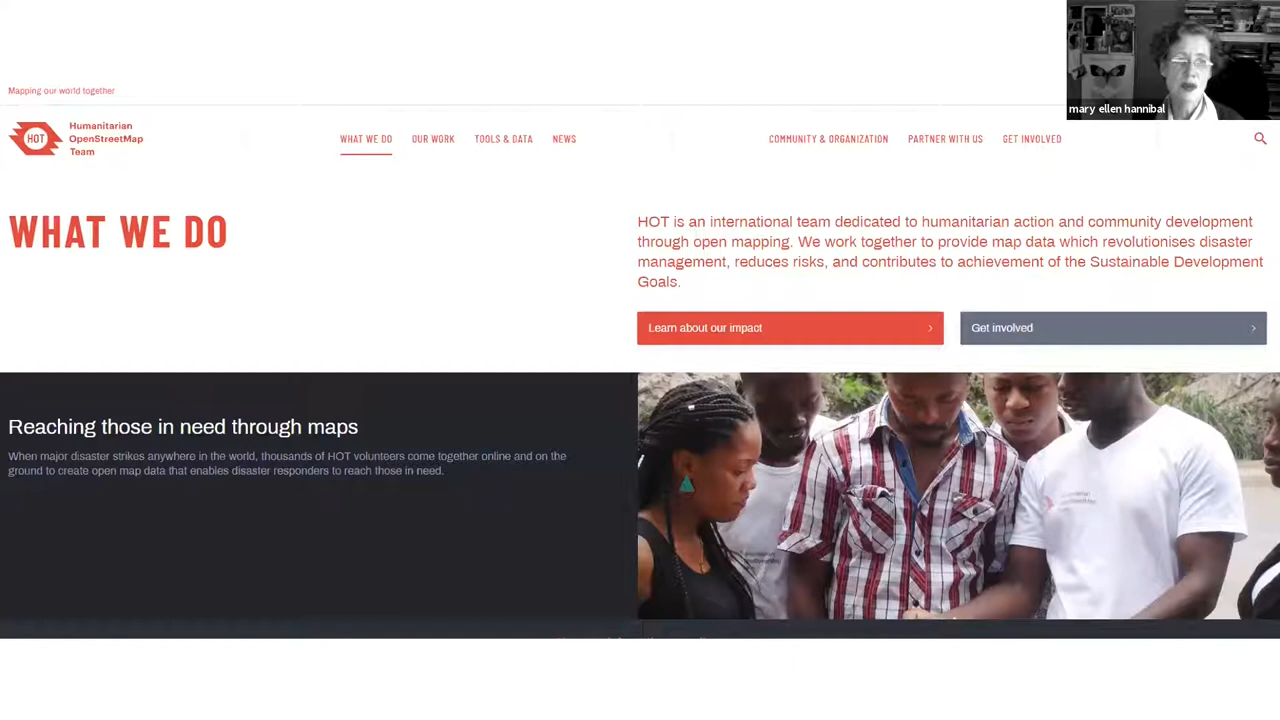 mary ellen hannibal
Mapping our world together
HOT
Humanitarian
OpenStreetMap
Team
WHAT WE DO
OUR WORK
TOOLS & DATA
NEWS
COMMUNITY & ORGANIZATION
PARTNER WITH US
GET INVOLVED
WHAT WE DO
HOT is an international team dedicated to humanitarian action and community development
through open mapping. We work together to provide map data which revolutionises disaster
management, reduces risks, and contributes to achievement of the Sustainable Development
Goals.
Learn about our impact
Get involved
Reaching those in need through maps
When major disaster strikes anywhere in the world, thousands of HOT volunteers come together online and on the
ground to create open map data that enables disaster responders to reach those in need.